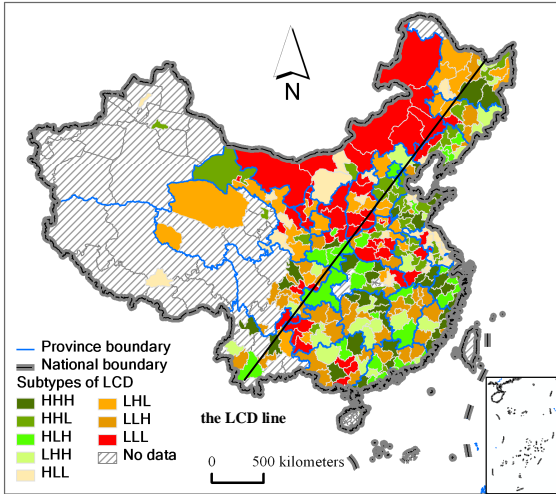 N
Province boundary
National boundary
Subtypes of LCD
HHH LHL
HHL LLH
HLH LLL
LHH No data
HLL
the LCD line
0 500 kilometers